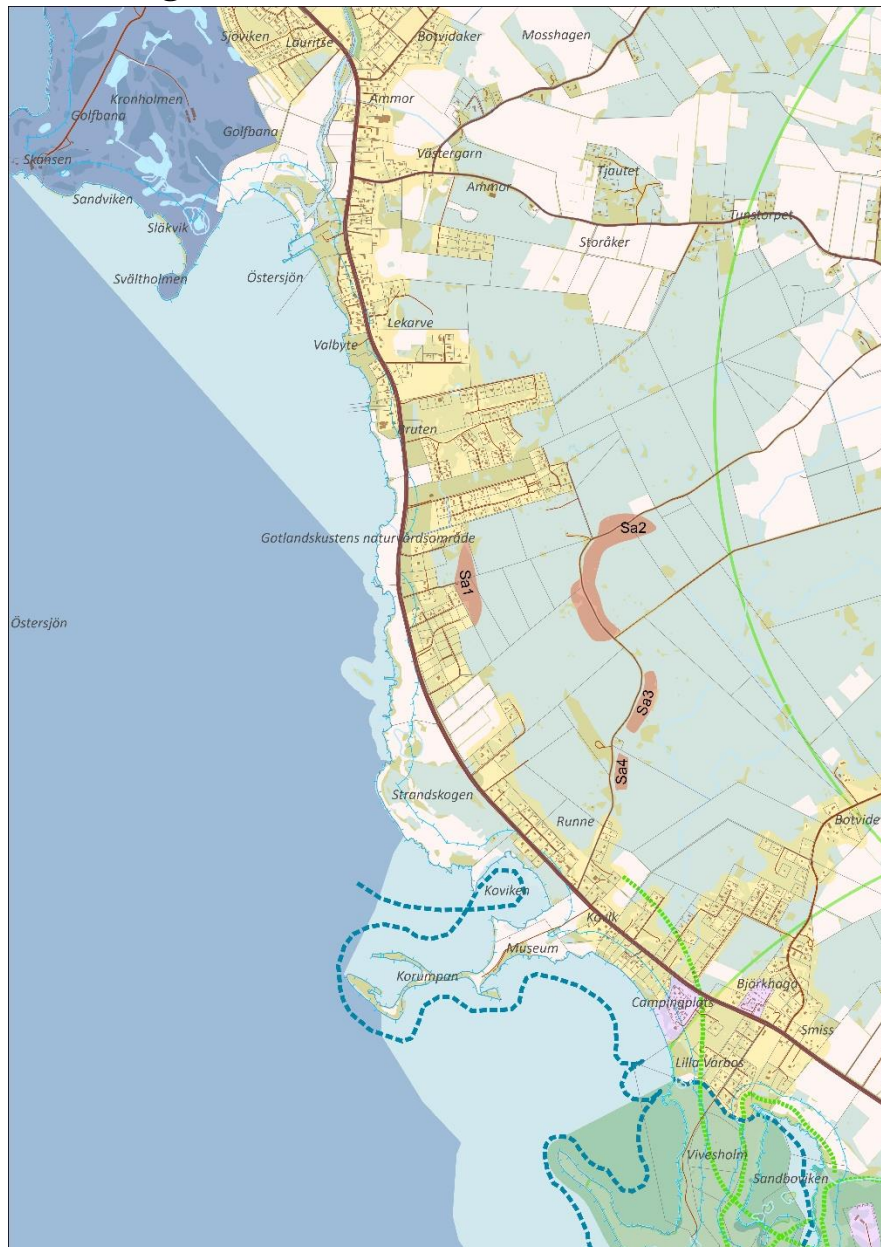 Sjöviken
Lauritse
Botvidaker
Mosshagen
Kronholmen
Golfbana
Ammor
Golfbana
Skansen
Västergarn
Sandviken
Ammor
Tjautet
Släkvik
Tunstorpet
Storåker
Svältholmen
Östersjön
Lekarve
Valbyte
Pruten
Sa2
Gotlandskustens naturvårdsområde
Sa1
Östersjön
Sa3
Sa4
Strandskogen
Runne
Botvide
Koviken
Kovik
Museum
Korumpan
Björkhaga
Campingplats
Smiss
Lilla Varbos
Vivesholm
Sandboviken